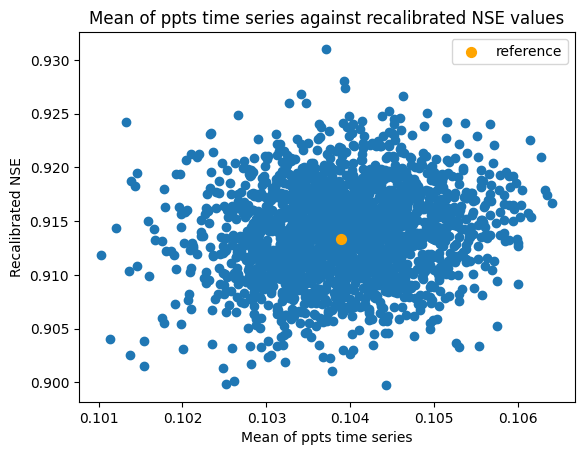 Mean of ppts time series against recalibrated NSE values
reference
0.930
0.925
0.920
0.915
0.910
0.905
0.900
Recalibrated NSE
0.101 0.102 0.103 0.104 0.105 0.106
Mean of ppts time series